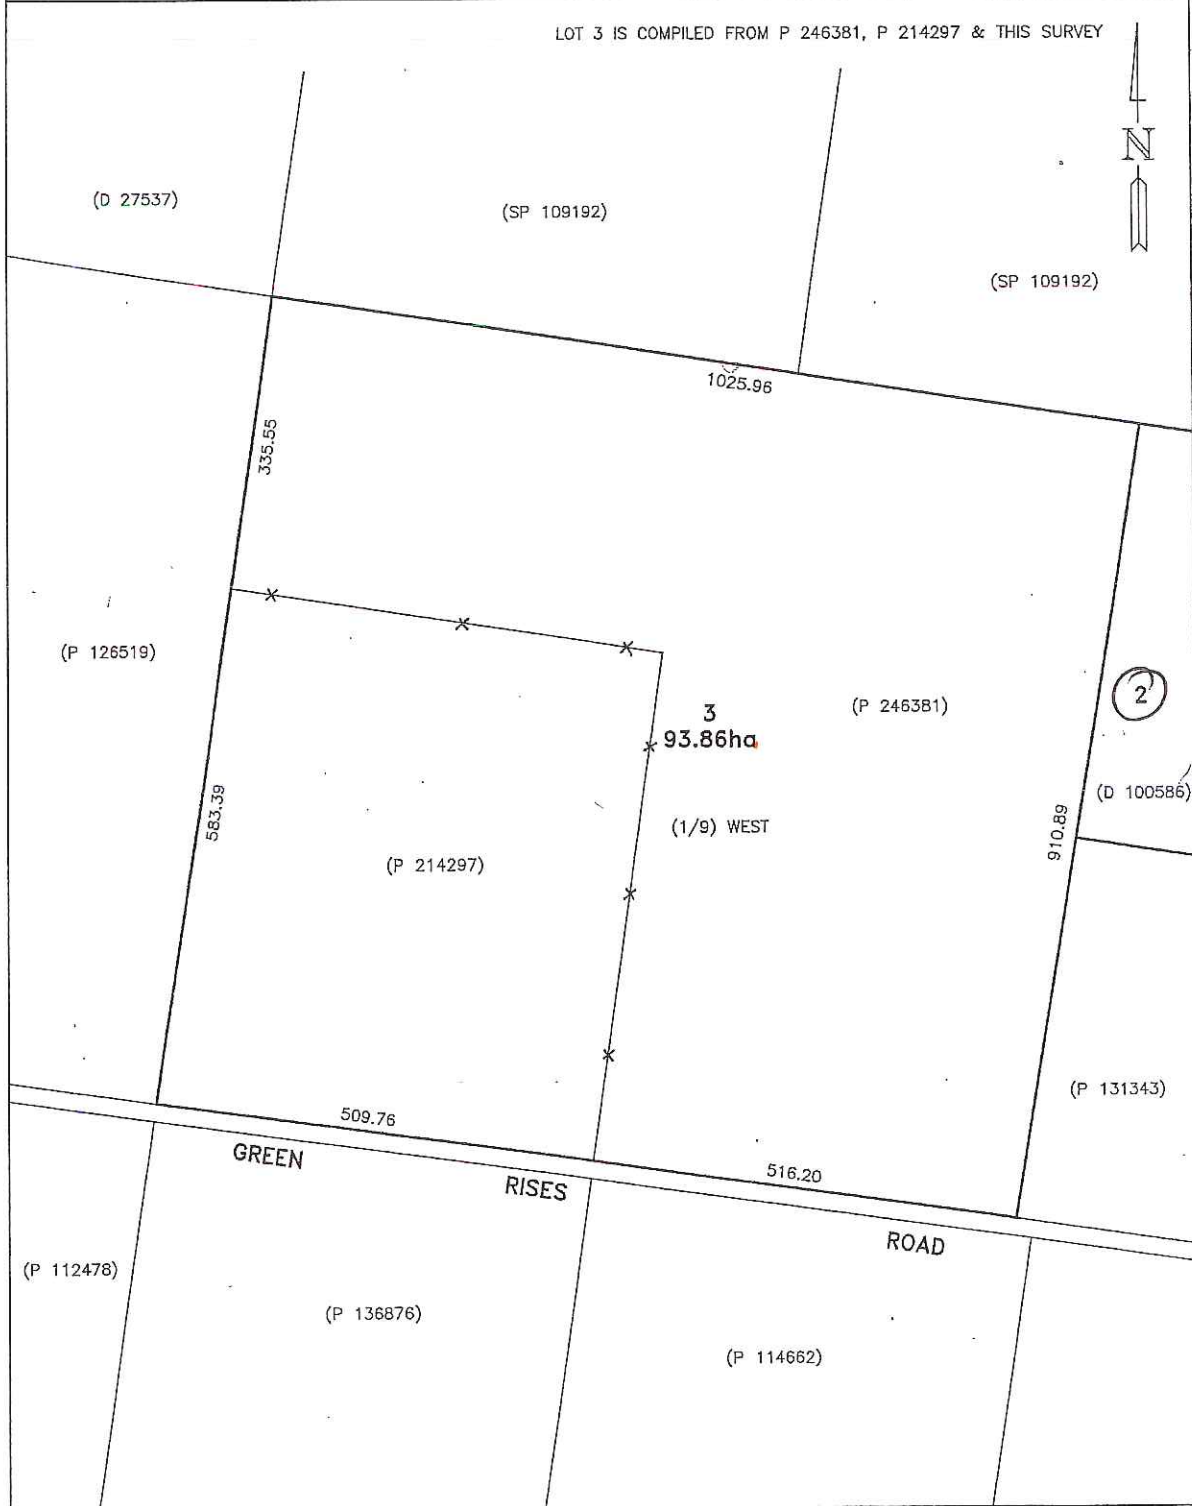 LOT 3 IS COMPILED FROM P 246381, P 214297 & THIS SURVEY
N
(D 27537)
(SP 109192)
(SP 109192)
1025.96
335.55
(P 126519)
2
(P 246381)
3
93.86ha
(D 100586)
583.39
(1/9) WEST
910.89
(P 214297)
(P 131343)
509.76
GREEN
RISES
516.20
ROAD
(P 112478)
(P 136876)
(P 114662)